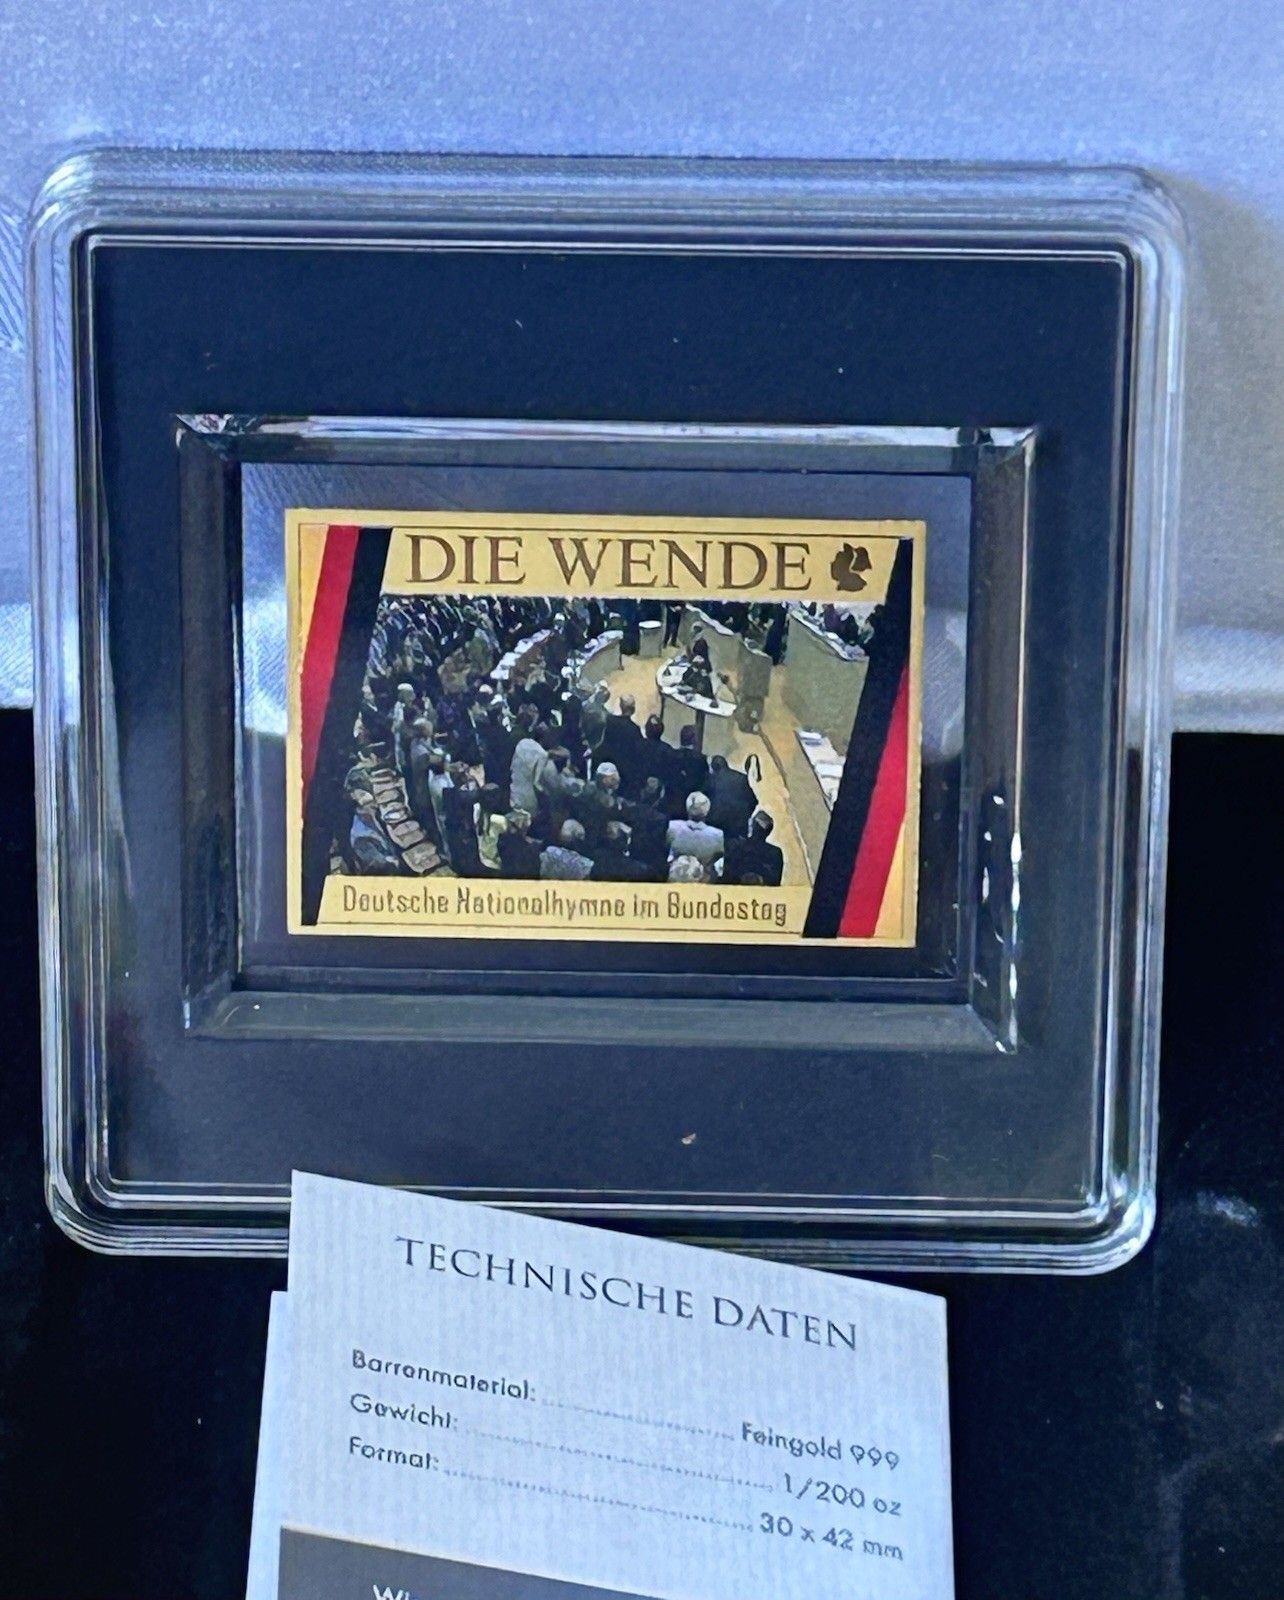 DIE WENDE
Deutsche Nationalhymne im Bundestag
TECHNISCHE DATEN
Barrenmaterial: Feingold 999
Gewicht: 1/200 oz
Format: 30 x 42 mm